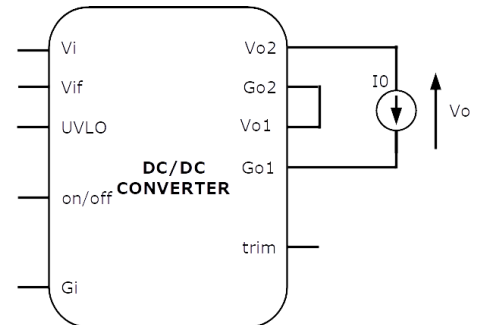 Vi
Vif
UVLO
on/off
Gi
DC/DC
CONVERTER
Vo2
Go2
Vo1
Go1
trim
I0
Vo